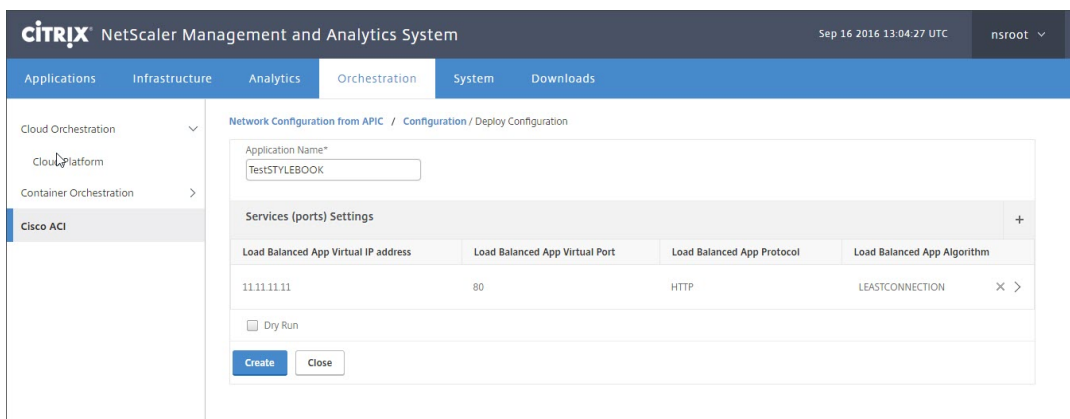 CiTRIX NetScaler Management and Analytics System Sep 16 2016 13:04:27 UTC nsroot
Applications Infrastructure Analytics Orchestration System Downloads
Cloud Orchestration
Cloud Platform
Container Orchestration
Cisco ACI
Network Configuration from APIC / Configuration / Deploy Configuration
Application Name*
TestSTYLEBOOK
Services (ports) Settings +
Load Balanced App Virtual IP address Load Balanced App Virtual Port Load Balanced App Protocol Load Balanced App Algorithm
11.11.11.11 80 HTTP LEASTCONNECTION
Dry Run
Create Close